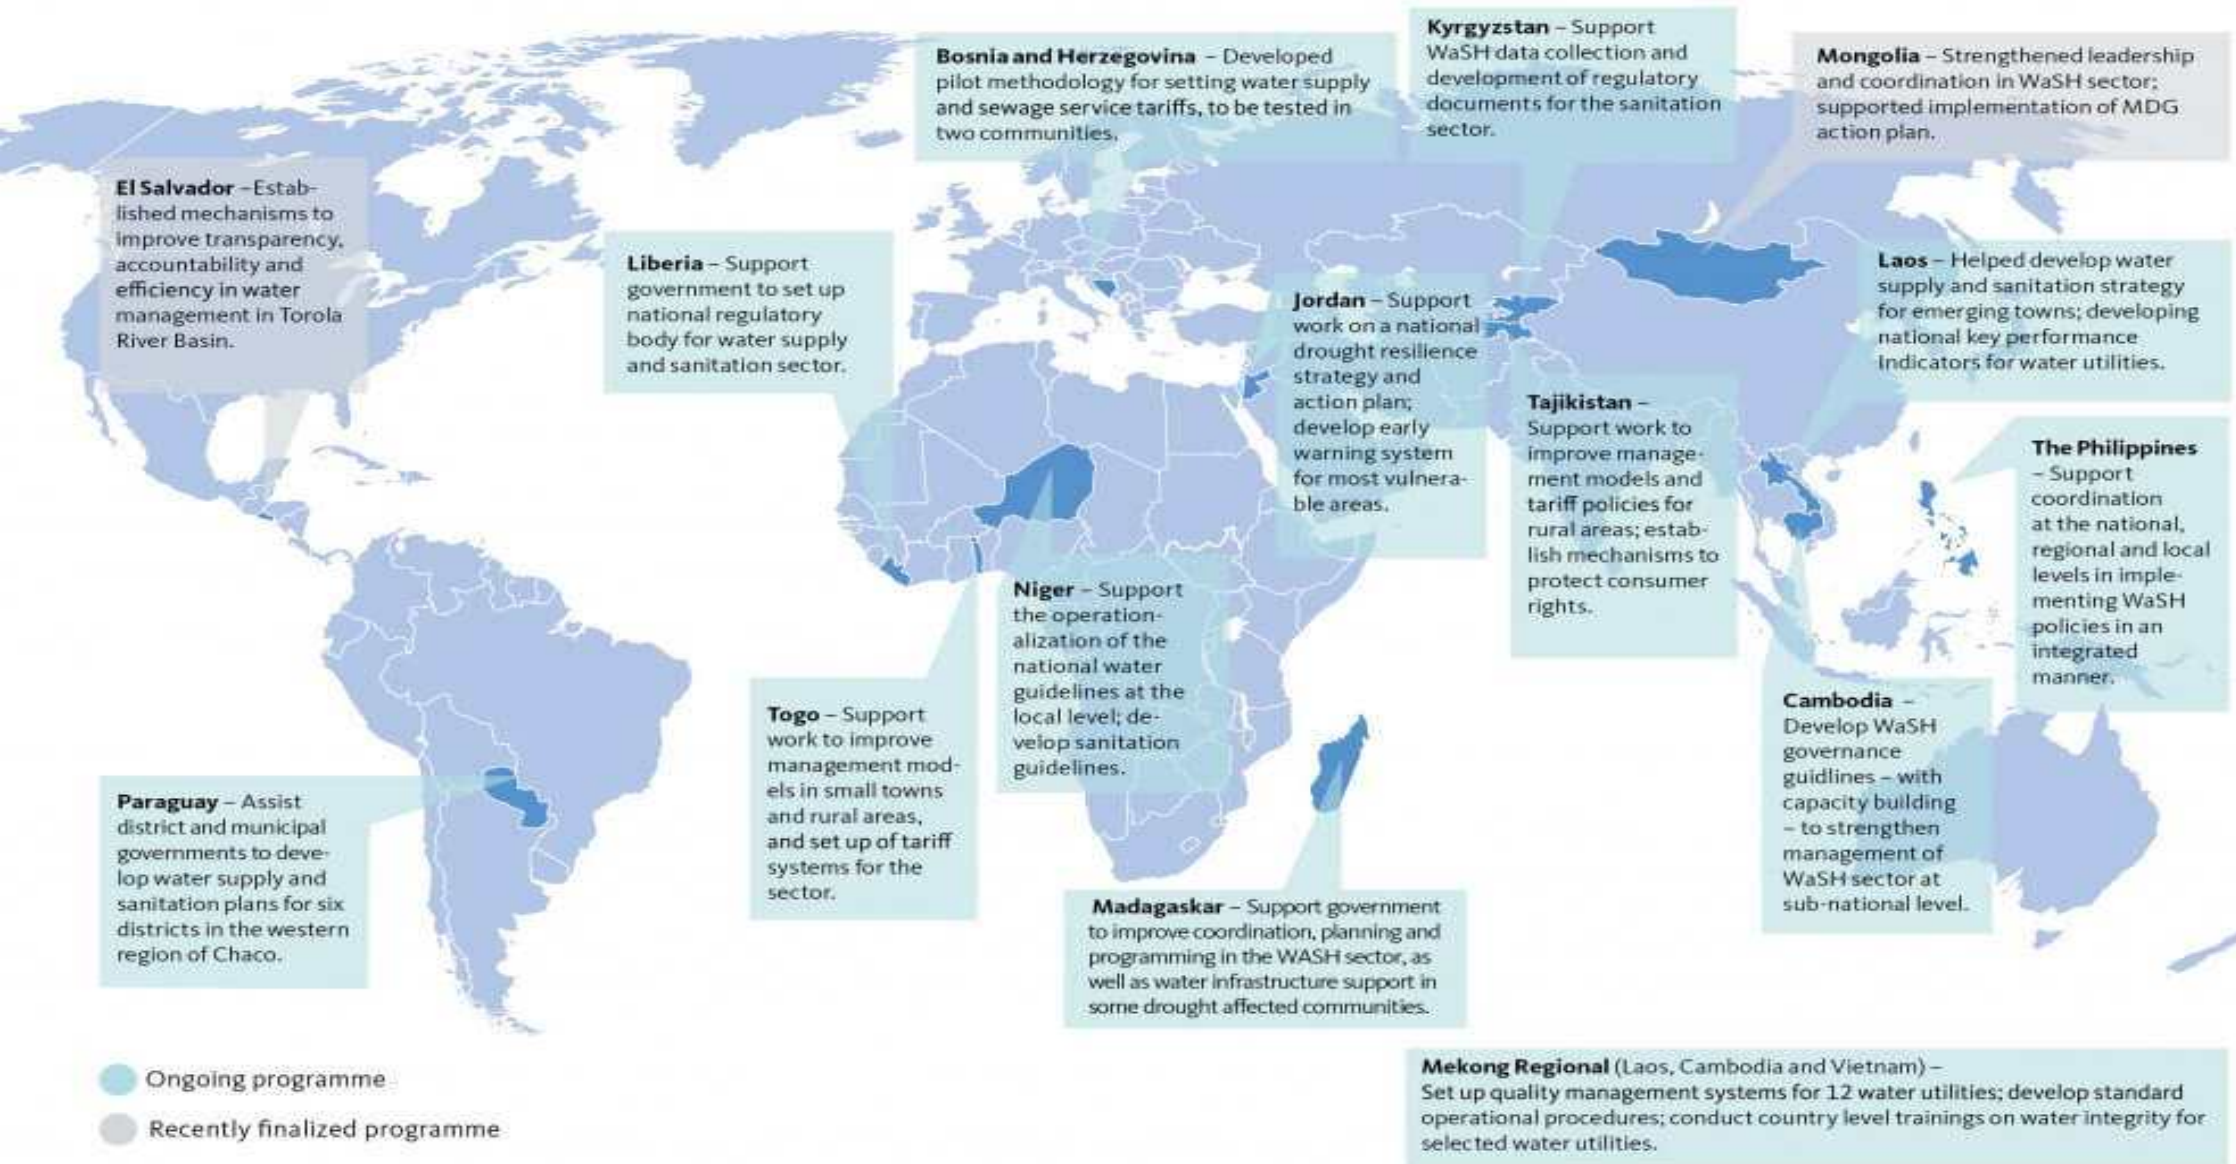 Bosnia and Herzegovina – Developed
pilot methodology for setting water supply
and sewage service tariffs, to be tested in
two communities.
Kyrgyzstan – Support
WaSH data collection and
development of regulatory
documents for the sanitation
sector.
Mongolia – Strengthened leadership
and coordination in WaSH sector;
supported implementation of MDG
action plan.
El Salvador –Estab-
lished mechanisms to
improve transparency,
accountability and
efficiency in water
management in Torola
River Basin.
Liberia – Support
government to set up
national regulatory
body for water supply
and sanitation sector.
Jordan – Support
work on a national
drought resilience
strategy and
action plan;
develop early
warning system
for most vulnera-
ble areas.
Laos – Helped develop water
supply and sanitation strategy
for emerging towns; developing
national key performance
Indicators for water utilities.
Tajikistan –
Support work to
improve manage-
ment models and
tariff policies for
rural areas; estab-
lish mechanisms to
protect consumer
rights.
The Philippines
– Support
coordination
at the national,
regional and local
levels in imple-
menting WaSH
policies in an
integrated
manner.
Niger – Support
the operation-
alization of the
national water
guidelines at the
local level; de-
velop sanitation
guidelines.
Togo – Support
work to improve
management mod-
els in small towns
and rural areas,
and set up of tariff
systems for the
sector.
Cambodia –
Develop WaSH
governance
guidlines – with
capacity building
– to strengthen
management of
WaSH sector at
sub-national level.
Paraguay – Assist
district and municipal
governments to deve-
lop water supply and
sanitation plans for six
districts in the western
region of Chaco.
Madagaskar – Support government
to improve coordination, planning and
programming in the WASH sector, as
well as water infrastructure support in
some drought affected communities.
Ongoing programme
Recently finalized programme
Mekong Regional (Laos, Cambodia and Vietnam) –
Set up quality management systems for 12 water utilities; develop standard
operational procedures; conduct country level trainings on water integrity for
selected water utilities.